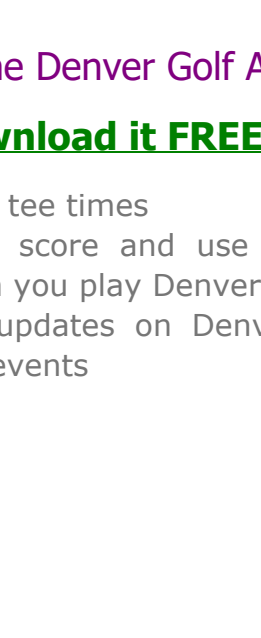 he Denver Golf A
wnload it FREE
tee times
score and use
you play Denver
updates on Denv
events